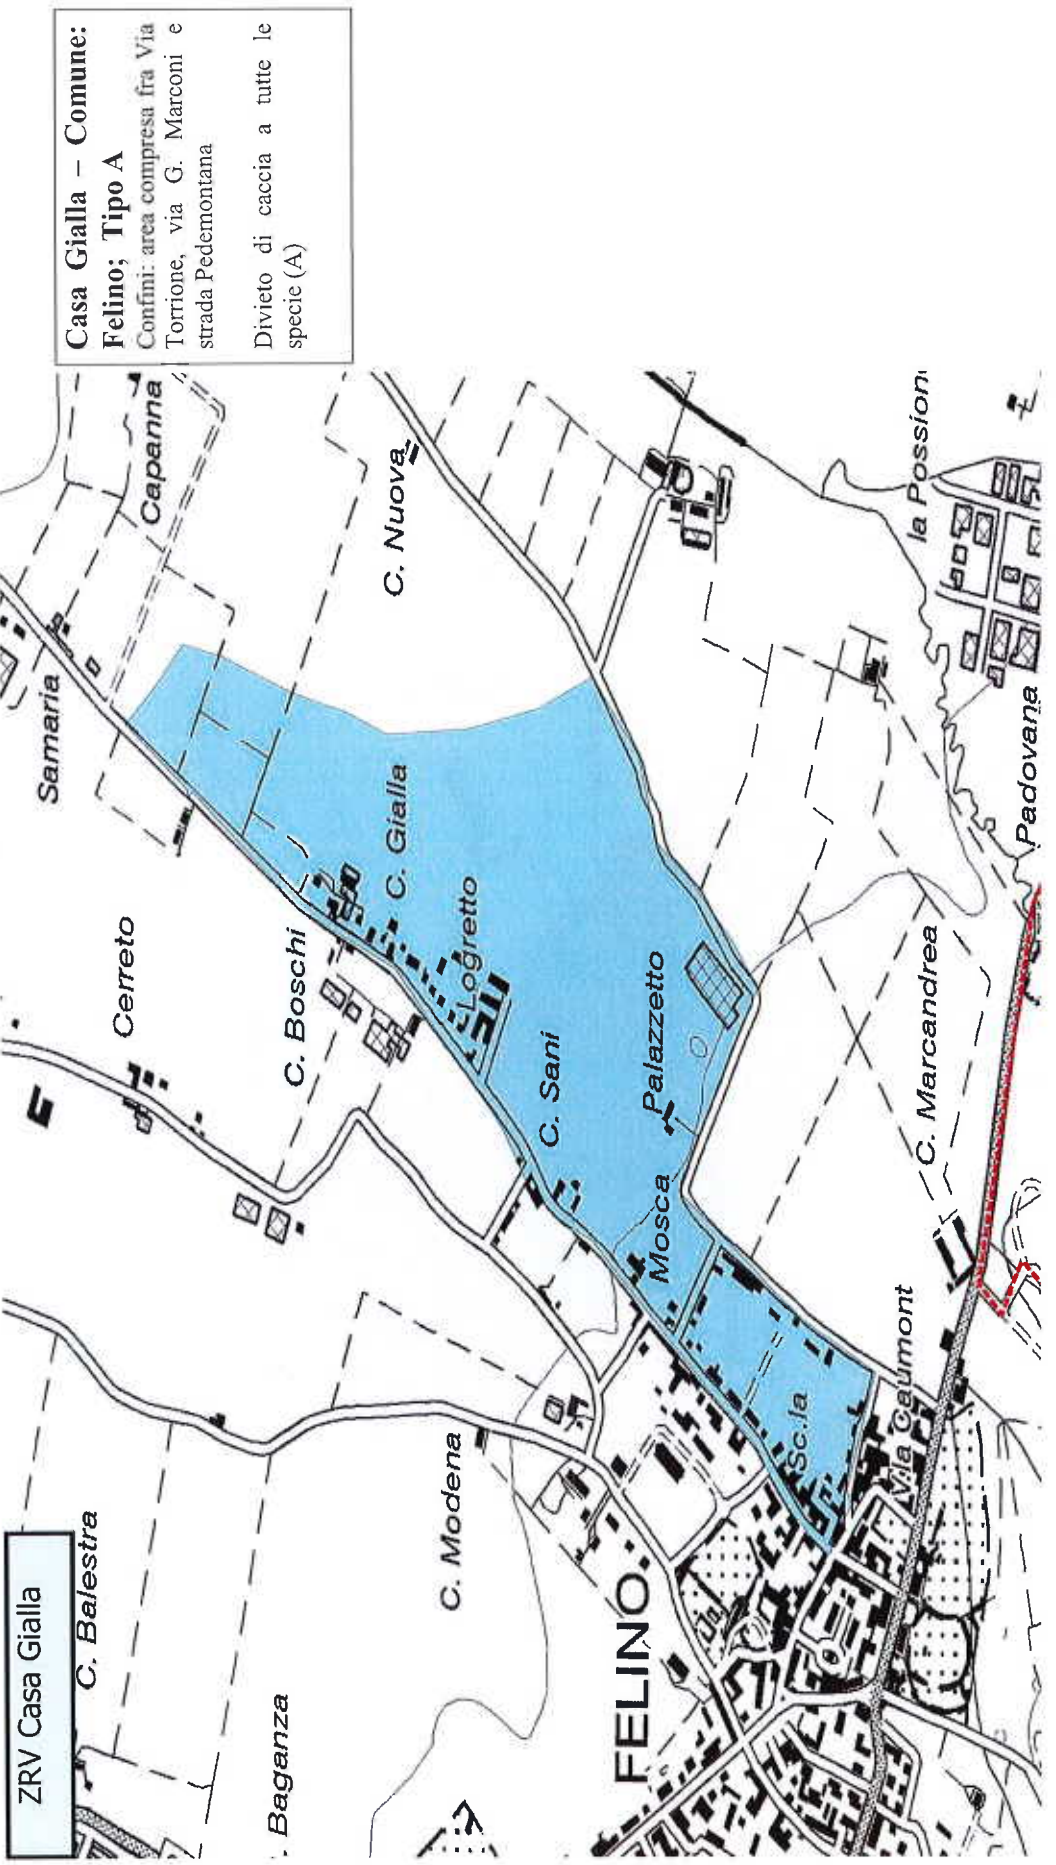 ZRV Casa Gialla
Casa Gialla – Comune:
Felino; Tipo A
Confini: area compresa fra Via
Torrione, via G. Marconi e
strada Pedemontana
Divieto di caccia a tutte le
specie (A)
Samaria
Capanna
C. Balestra
Cerreto
C. Boschi
C. Nuova
C. Gialla
Logretto
Baganza
C. Modena
C. Sani
Palazzetto
Mosca
FELINO
Sc.la
V.la Caumont
C. Marcandrea
la Possion
Padovana